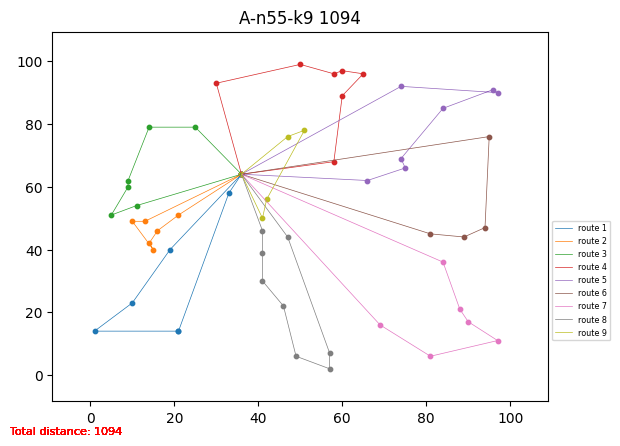 A-n55-k9 1094
100
80
60
40
20
0
0 20 40 60 80 100
route 1
route 2
route 3
route 4
route 5
route 6
route 7
route 8
route 9
Total distance: 1094